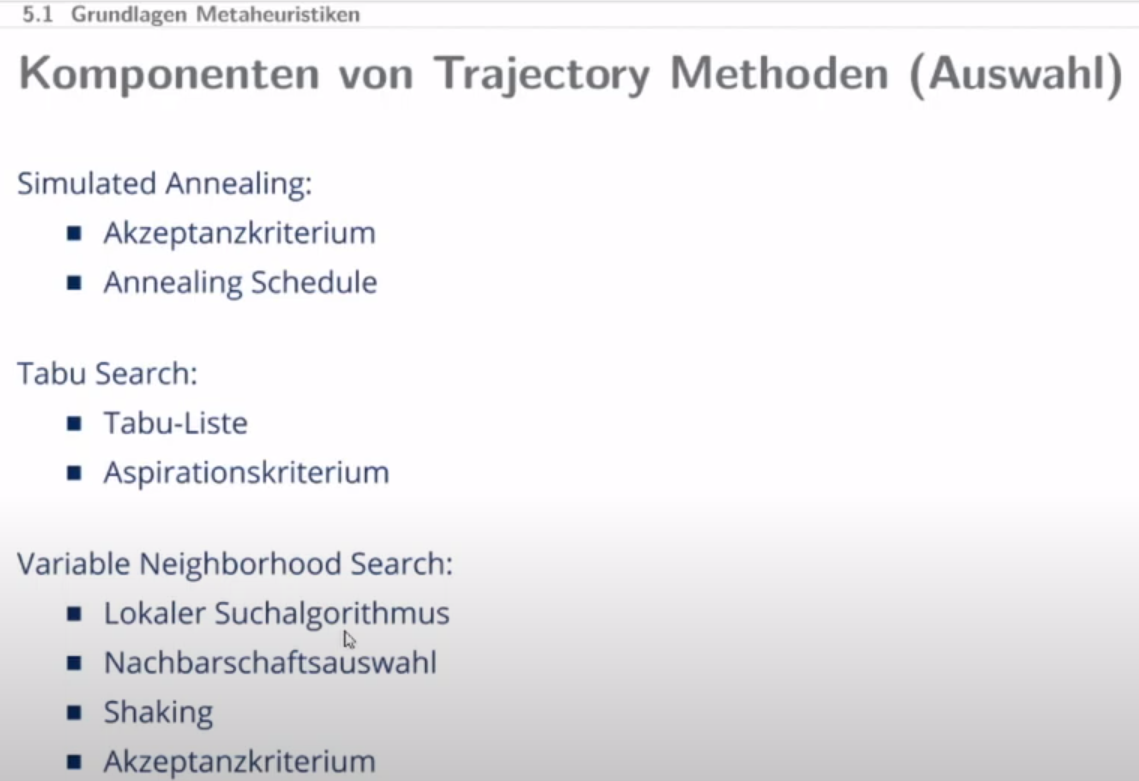 5.1 Grundlagen Metaheuristiken
Komponenten von Trajectory Methoden (Auswahl)
Simulated Annealing:
Akzeptanzkriterium
Annealing Schedule
Tabu Search:
Tabu-Liste
Aspirationskriterium
Variable Neighborhood Search:
Lokaler Suchalgorithmus
Nachbarschaftsauswahl
Shaking
Akzeptanzkriterium